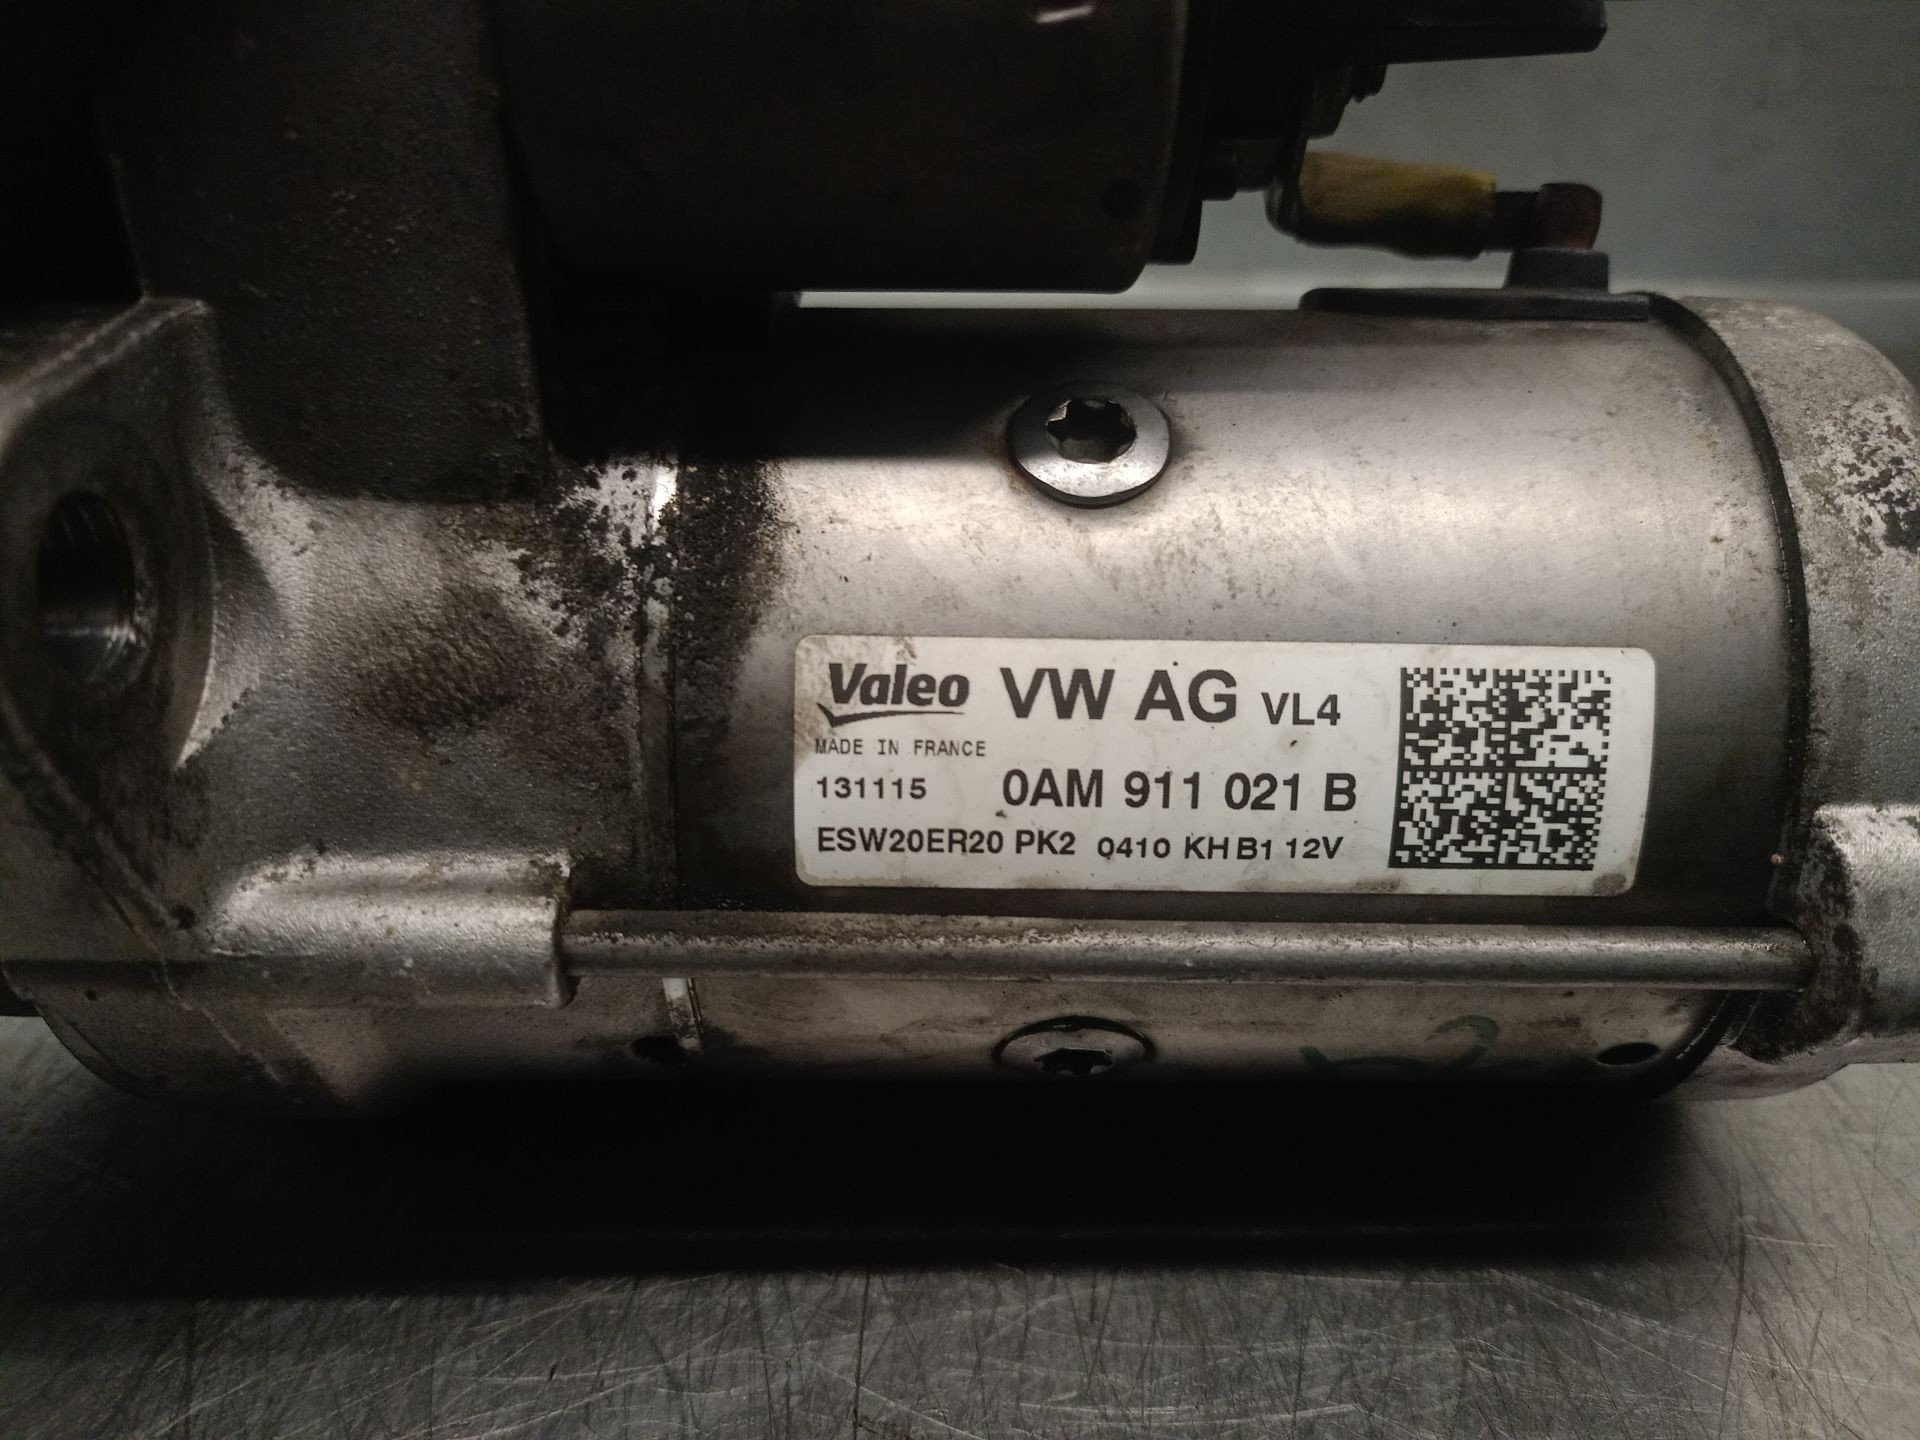 Valeo VW AG VL4
MADE IN FRANCE
131115 0AM 911 021 B
ESW20ER20 PK2 0410 KH B1 12V